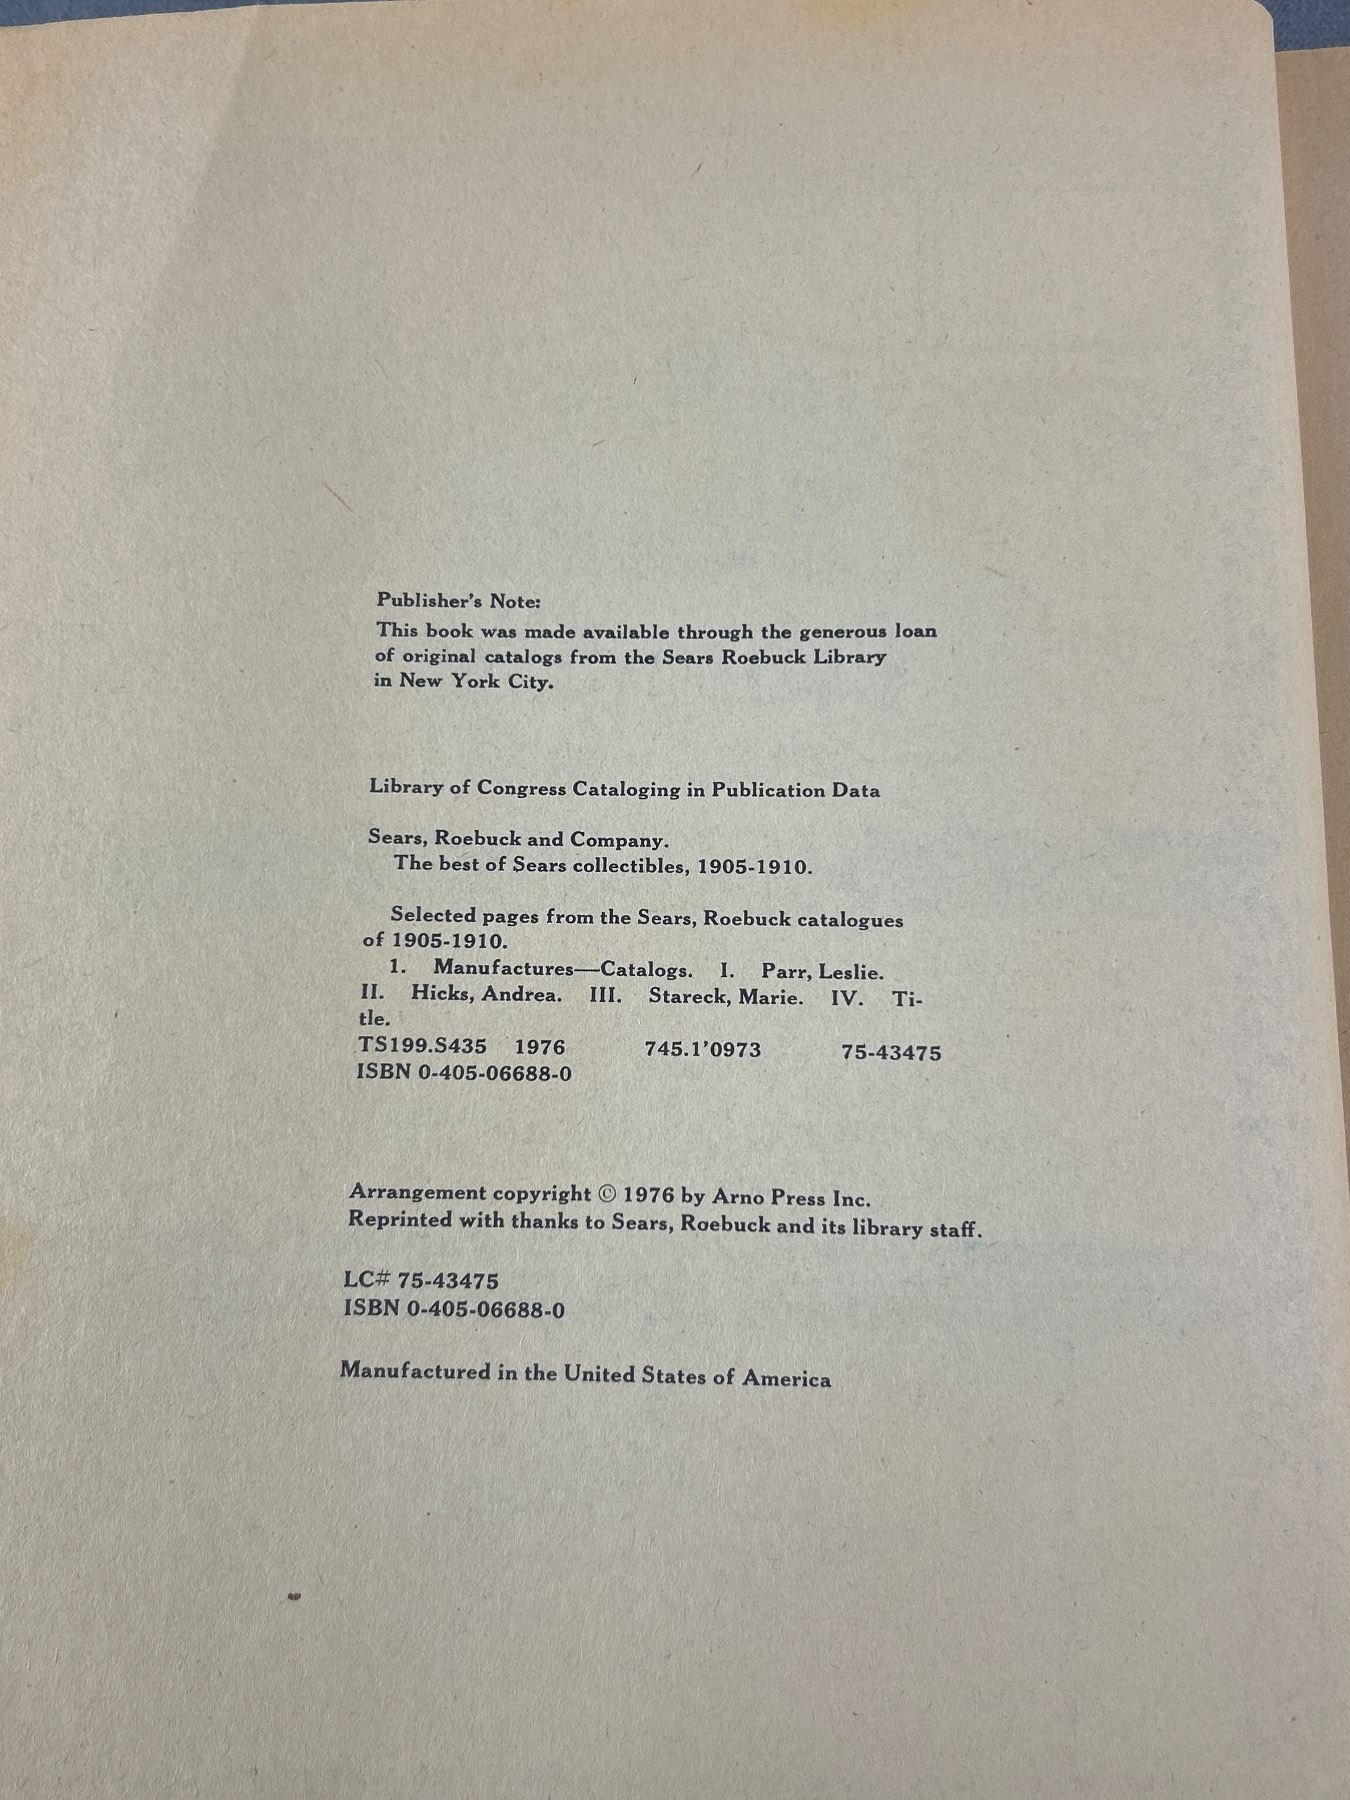 Publisher's Note:
This book was made available through the generous loan
of original catalogs from the Sears Roebuck Library
in New York City.
Library of Congress Cataloging in Publication Data
Sears, Roebuck and Company.
The best of Sears collectibles, 1905-1910.
Selected pages from the Sears, Roebuck catalogues
of 1905-1910.
1. Manufactures—Catalogs. I. Parr, Leslie.
II. Hicks, Andrea. III. Stareck, Marie. IV. Ti-
tle.
TS199.S435 1976 745.1'0973 75-43475
ISBN 0-405-06688-0
Arrangement copyright © 1976 by Arno Press Inc.
Reprinted with thanks to Sears, Roebuck and its library staff.
LC# 75-43475
ISBN 0-405-06688-0
Manufactured in the United States of America